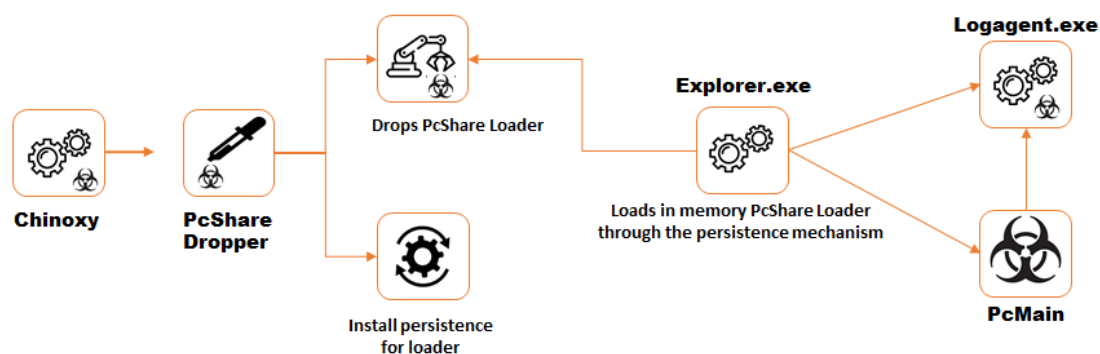 Chinoxy
PcShare
Dropper
Drops PcShare Loader
Install persistence
for loader
Explorer.exe
Loads in memory PcShare Loader
through the persistence mechanism
Logagent.exe
PcMain